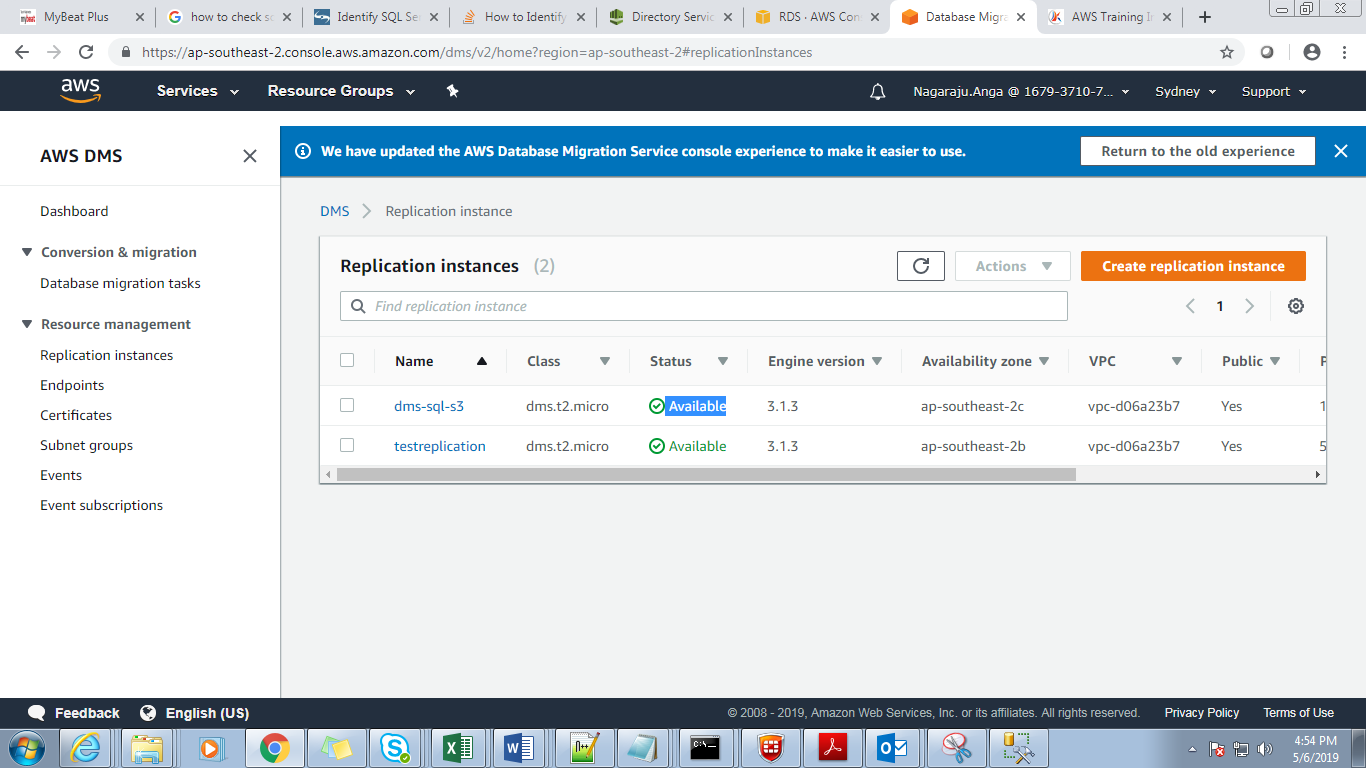 MyBeat Plus
how to check sc
Identify SQL Se
How to Identify
Directory Servic
RDS · AWS Con
Database Migra
AWS Training I
https://ap-southeast-2.console.aws.amazon.com/dms/v2/home?region=ap-southeast-2#replicationInstances
aws
Services
Resource Groups
Nagaraju.Anga @ 1679-3710-7...
Sydney
Support
AWS DMS
We have updated the AWS Database Migration Service console experience to make it easier to use.
Return to the old experience
Dashboard
Conversion & migration
Database migration tasks
Resource management
Replication instances
Endpoints
Certificates
Subnet groups
Events
Event subscriptions
DMS
Replication instance
Replication instances (2)
Actions
Create replication instance
Find replication instance
1
Name Class Status Engine version Availability zone VPC Public
dms-sql-s3 dms.t2.micro Available 3.1.3 ap-southeast-2c vpc-d06a23b7 Yes 1
testreplication dms.t2.micro Available 3.1.3 ap-southeast-2b vpc-d06a23b7 Yes 5
Feedback
English (US)
© 2008 - 2019, Amazon Web Services, Inc. or its affiliates. All rights reserved.
Privacy Policy
Terms of Use
4:54 PM
5/6/2019